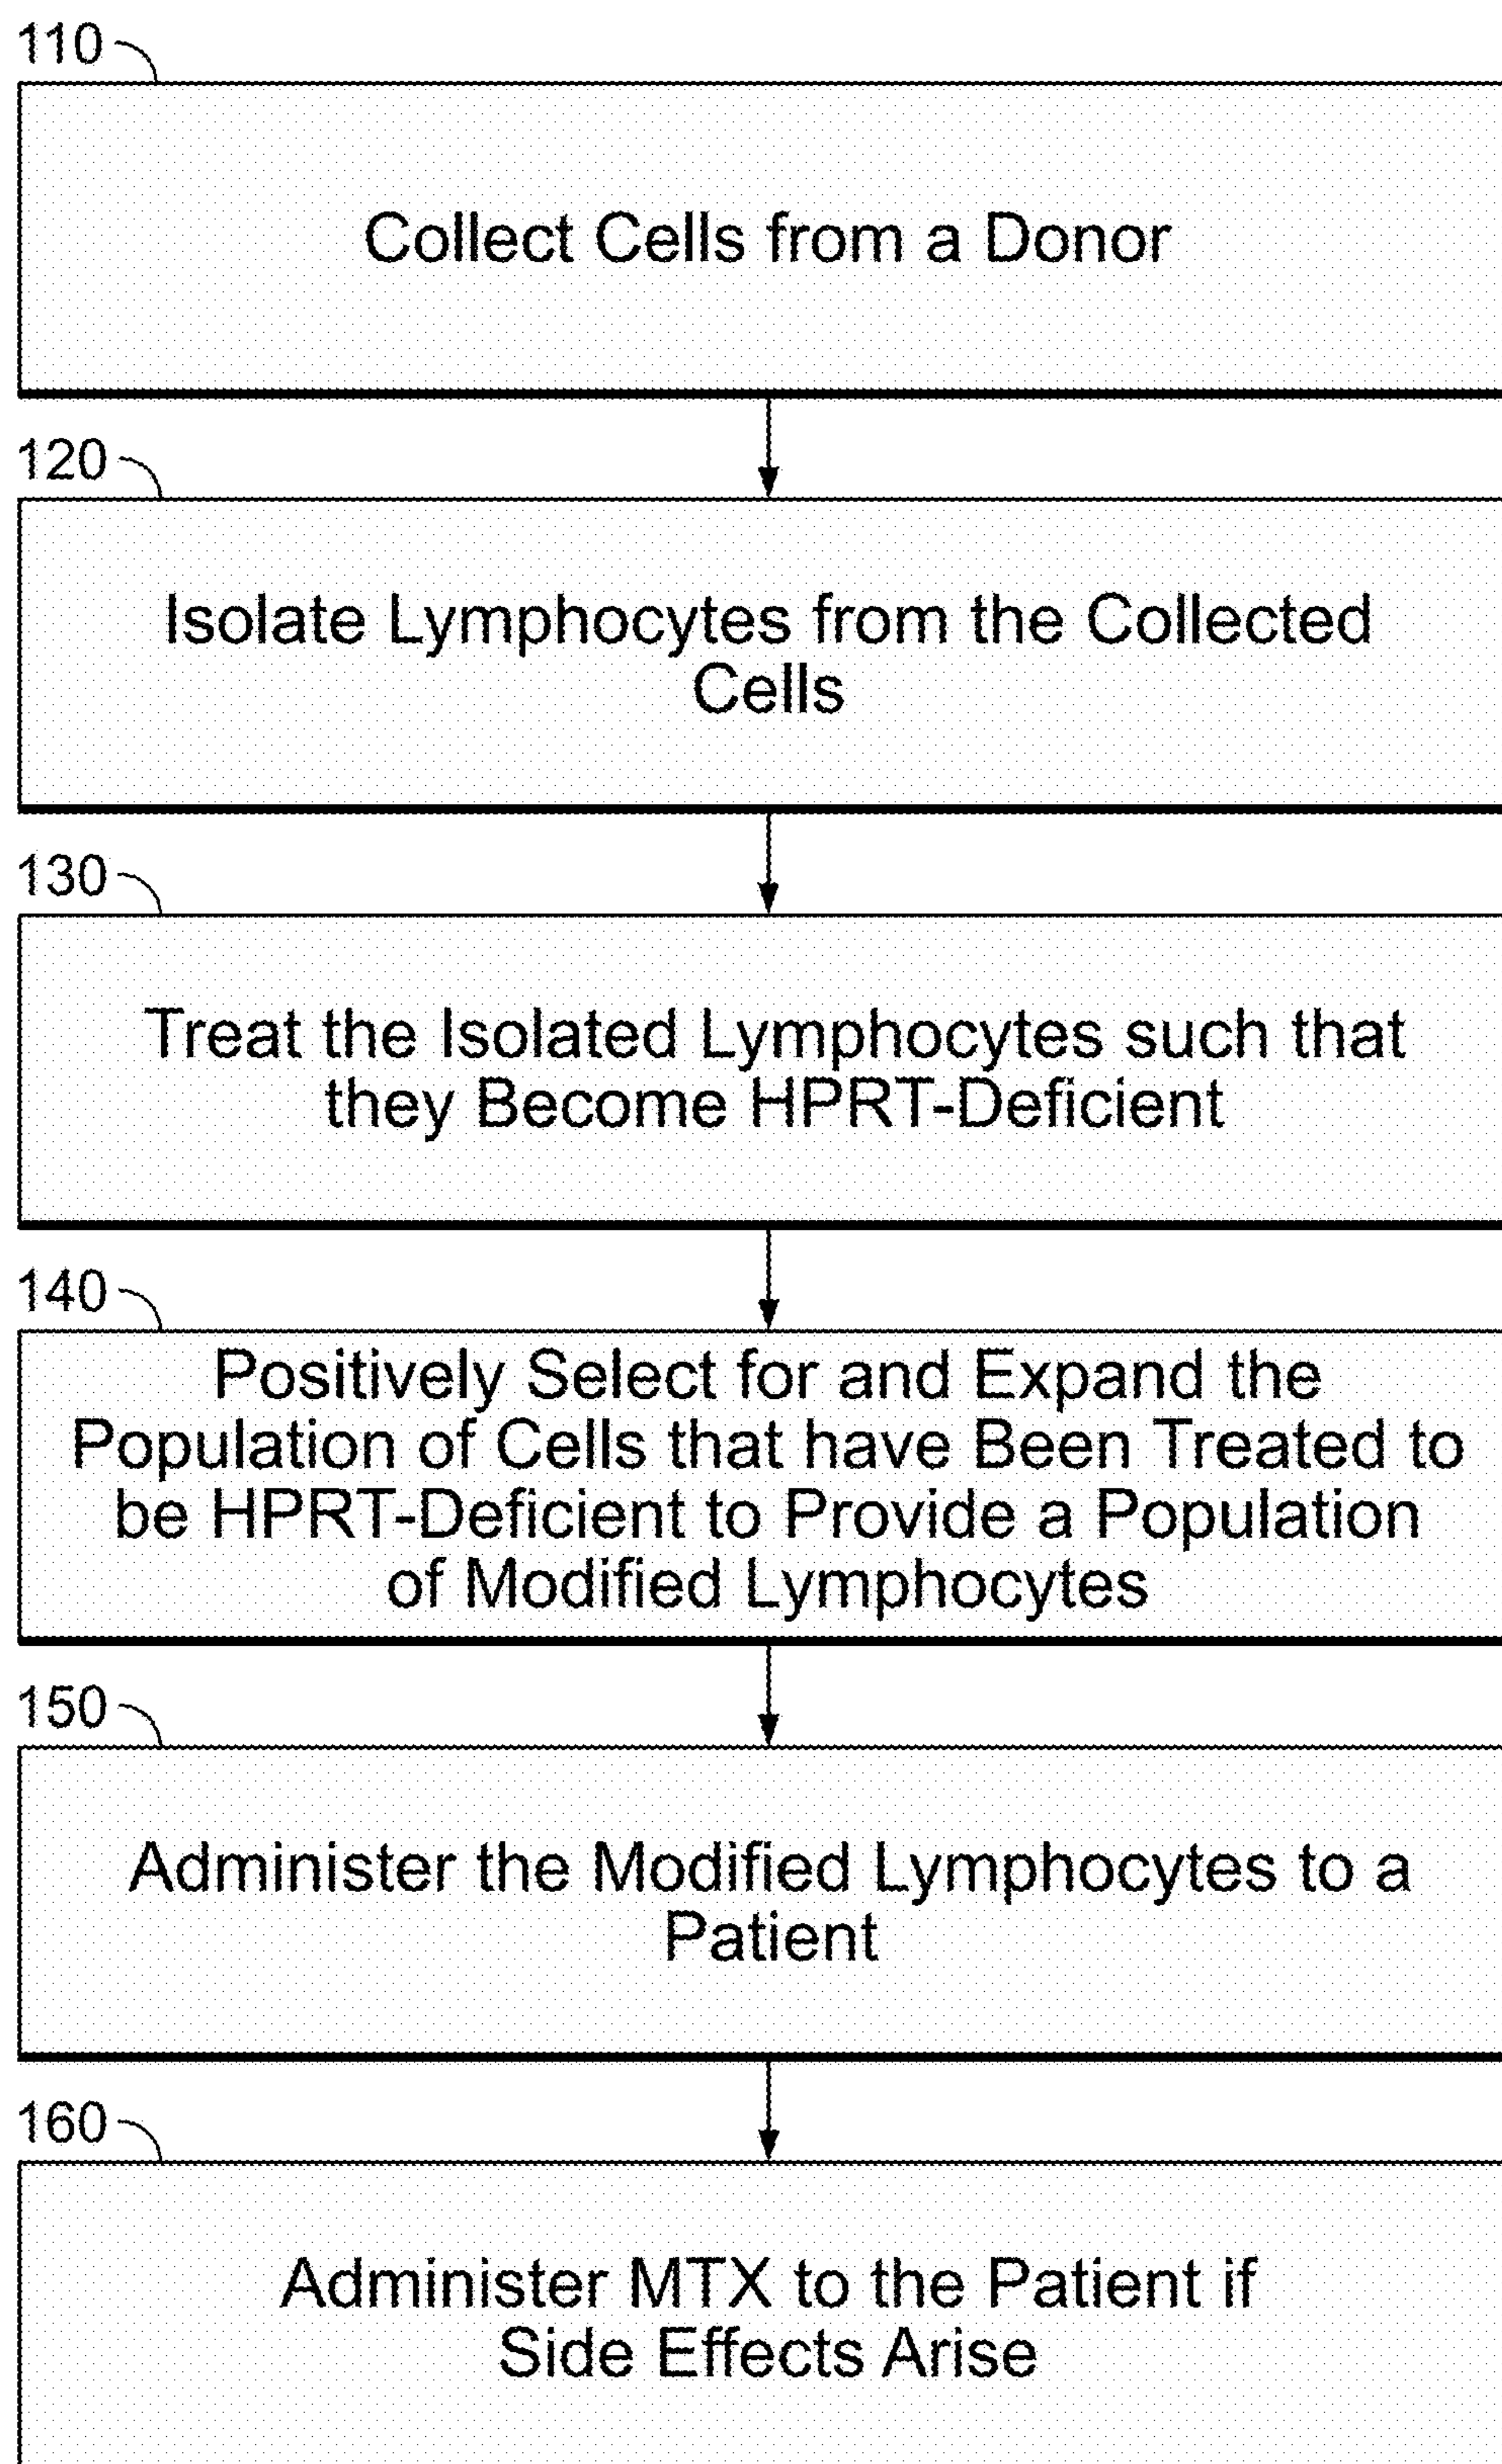 110
Collect Cells from a Donor
120
Isolate Lymphocytes from the Collected
Cells
130
Treat the Isolated Lymphocytes such that
they Become HPRT-Deficient
140
Positively Select for and Expand the
Population of Cells that have Been Treated to
be HPRT-Deficient to Provide a Population
of Modified Lymphocytes
150
Administer the Modified Lymphocytes to a
Patient
160
Administer MTX to the Patient if
Side Effects Arise